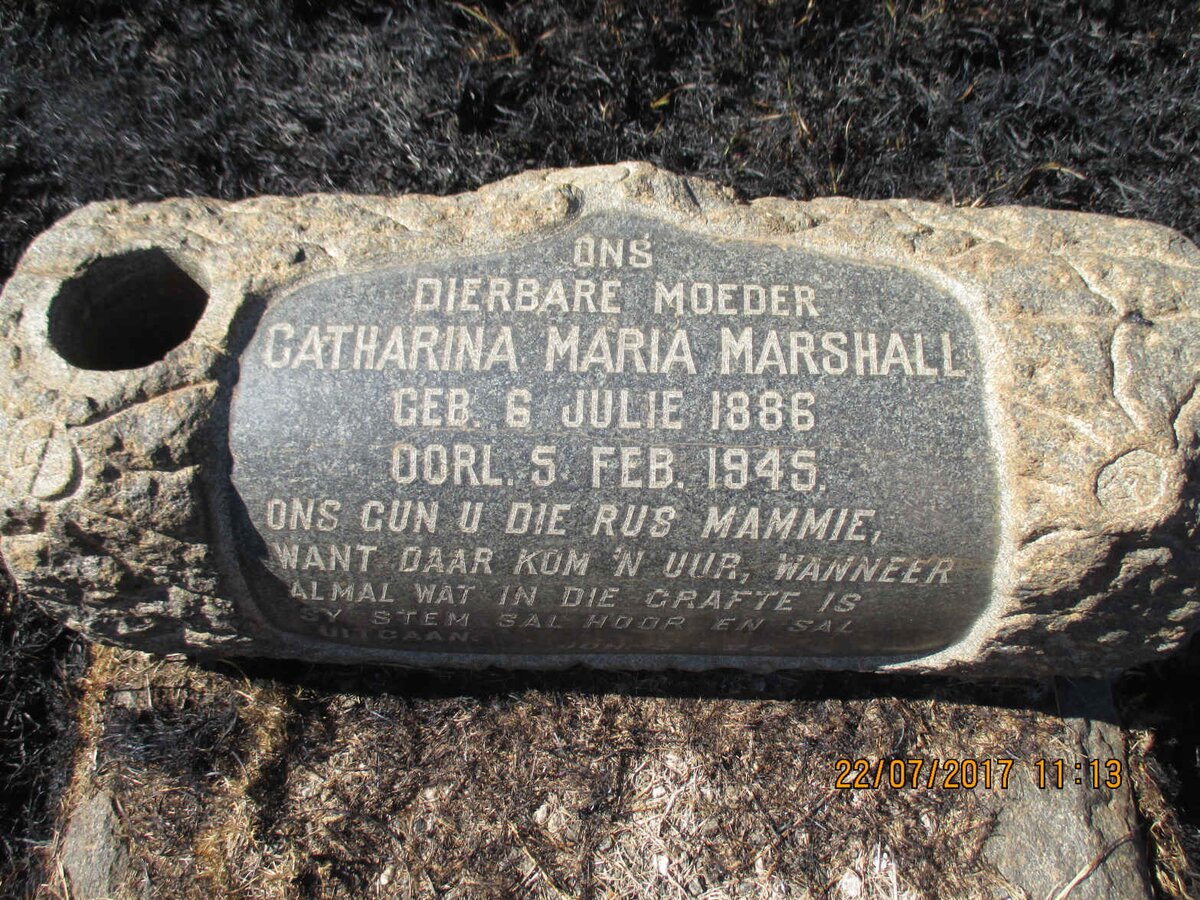 ONS
DIERBARE MOEDER
CATHARINA MARIA MARSHALL
GEB. 6 JULIE 1886
OORL. 5 FEB. 1945.
ONS GUN U DIE RUS MAMMIE,
WANT DAAR KOM 'N UUR, WANNEER
ALMAL WAT IN DIE GRAFTE IS
SY STEM SAL HOOR EN SAL
UITGAAN.
22/07/2017 11:13